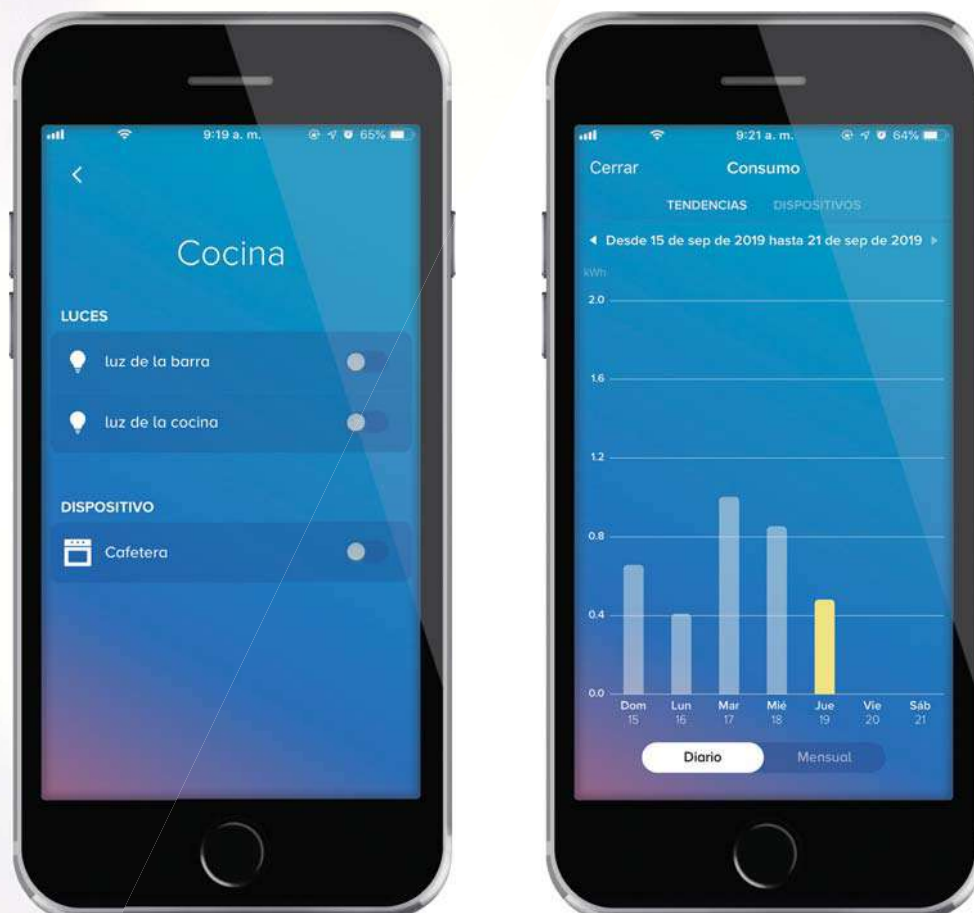 9:19 a. m. 65%
Cocina
LUCES
luz de la barra
luz de la cocina
DISPOSITIVO
Cafetera
9:21 a. m. 64%
Cerrar Consumo
TENDENCIAS DISPOSITIVOS
Desde 15 de sep de 2019 hasta 21 de sep de 2019
kWh
2.0
1.6
1.2
0.8
0.4
0.0
Dom Lun Mar Mié Jue Vie Sáb
15 16 17 18 19 20 21
Diario Mensual